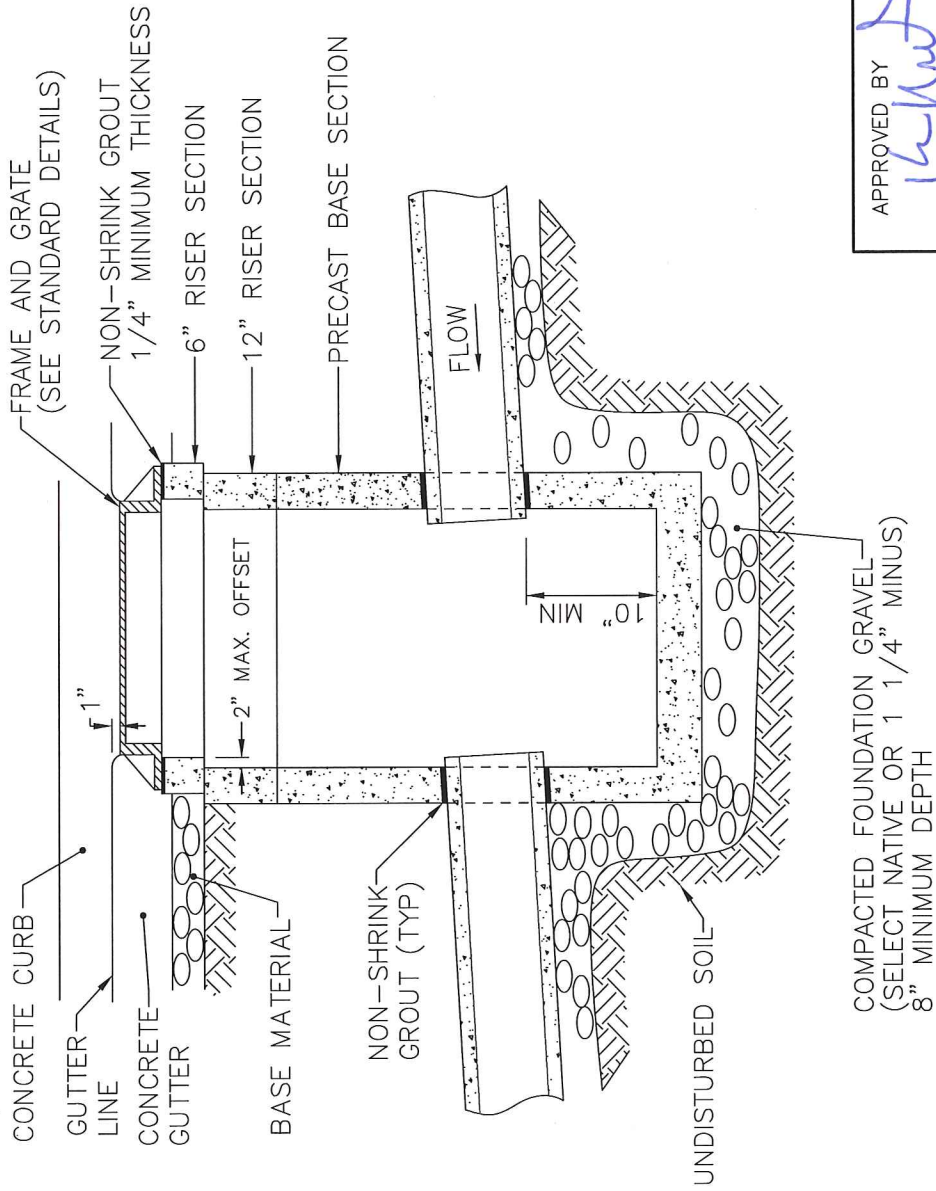 FRAME AND GRATE
(SEE STANDARD DETAILS)
NON-SHRINK GROUT
1/4" MINIMUM THICKNESS
6" RISER SECTION
12" RISER SECTION
PRECAST BASE SECTION
CONCRETE CURB
GUTTER
LINE
CONCRETE
GUTTER
BASE MATERIAL
1"
2" MAX. OFFSET
FLOW
10" MIN
NON-SHRINK
GROUT (TYP)
UNDISTURBED SOIL
COMPACTED FOUNDATION GRAVEL
(SELECT NATIVE OR 1 1/4" MINUS)
8" MINIMUM DEPTH
APPROVED BY